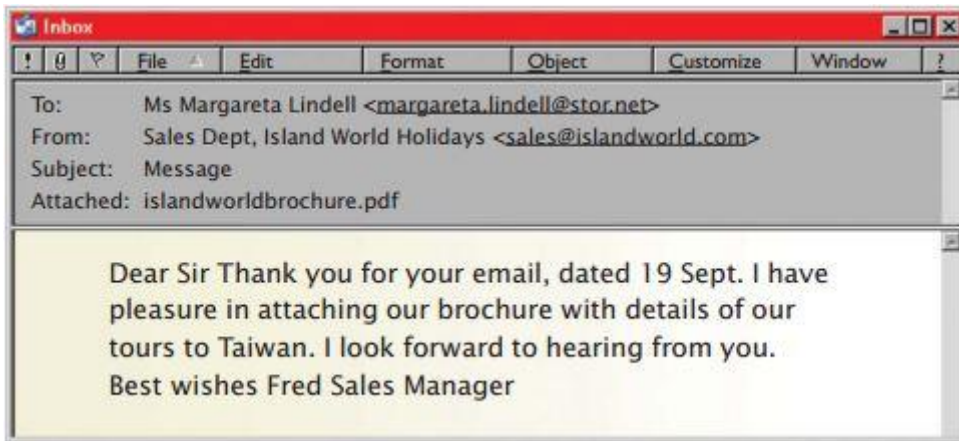 Inbox
! File Edit Format Object Customize Window ?
To: Ms Margareta Lindell <margareta.lindell@stor.net>
From: Sales Dept, Island World Holidays <sales@islandworld.com>
Subject: Message
Attached: islandworldbrochure.pdf
Dear Sir Thank you for your email, dated 19 Sept. I have
pleasure in attaching our brochure with details of our
tours to Taiwan. I look forward to hearing from you.
Best wishes Fred Sales Manager